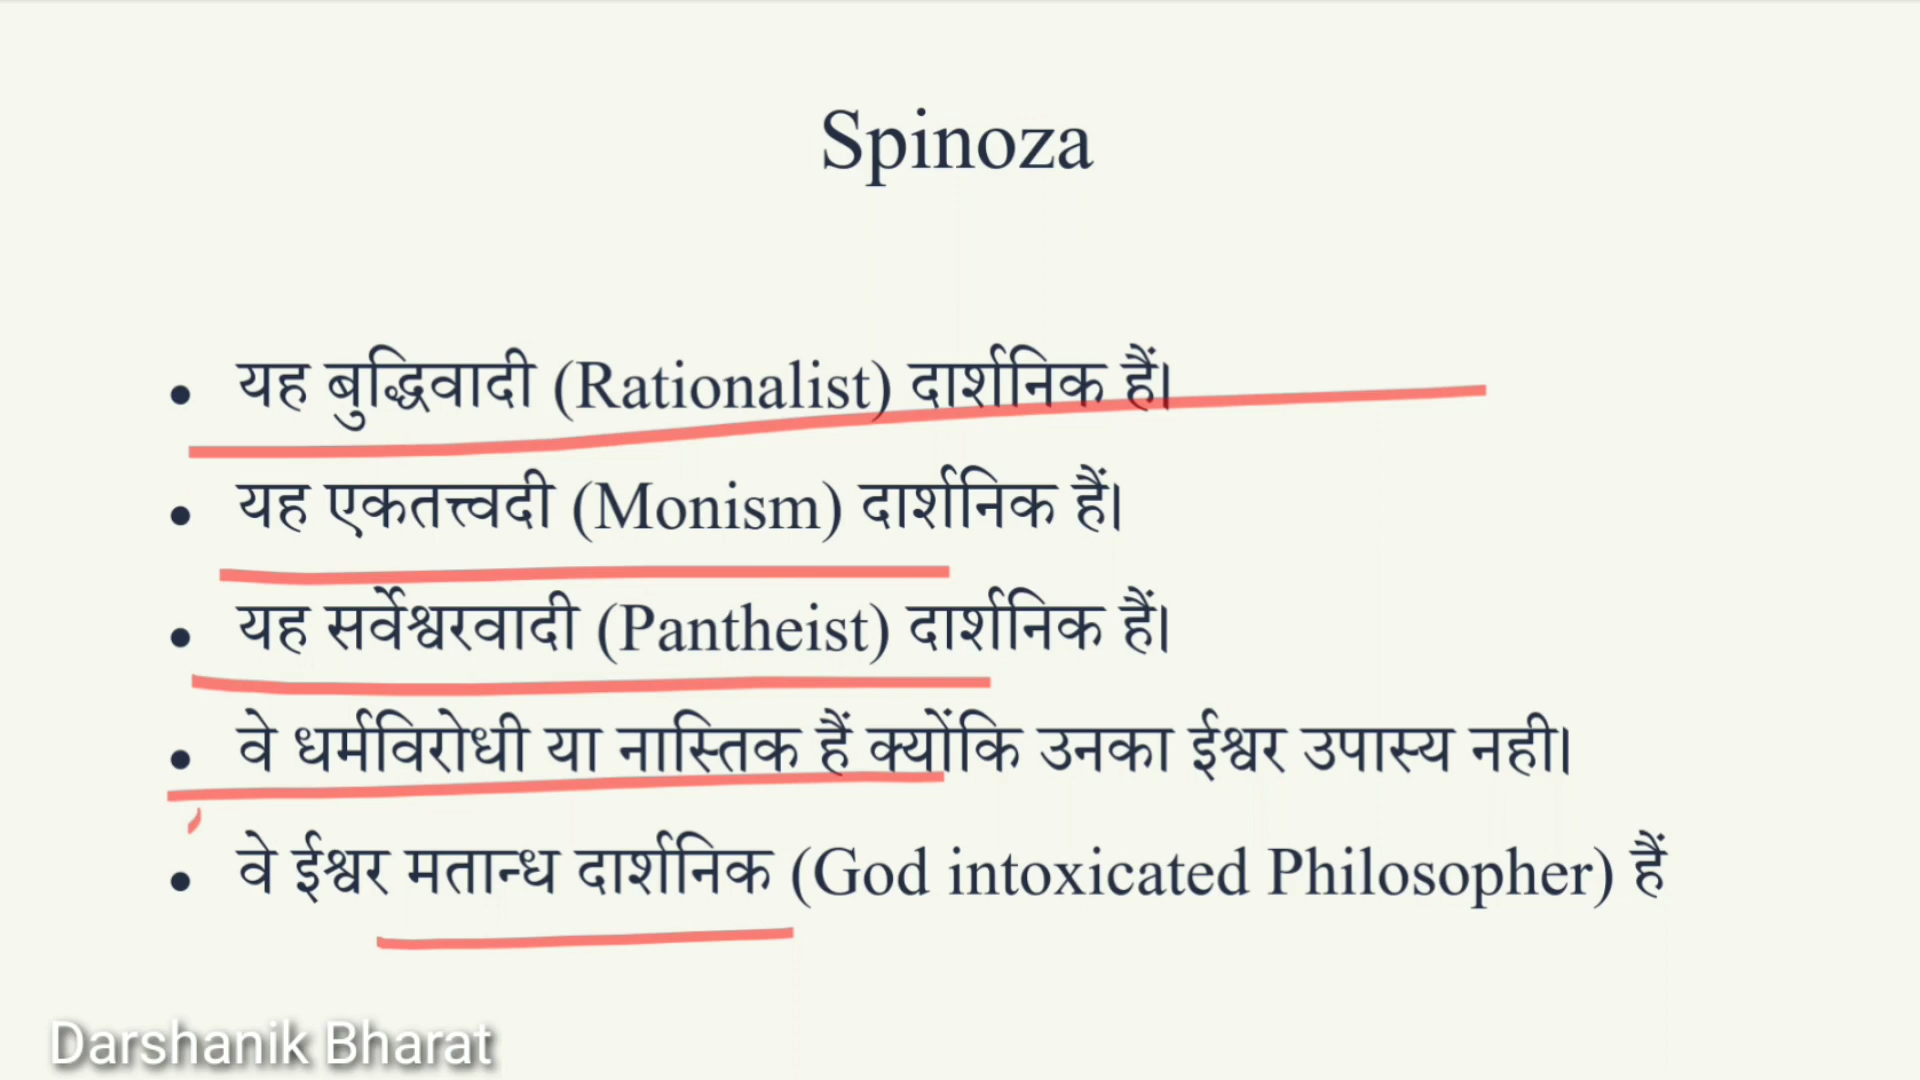 Spinoza
• यह बुद्धिवादी (Rationalist) दार्शनिक हैं।
• यह एकतत्त्वदी (Monism) दार्शनिक हैं।
• यह सर्वेश्वरवादी (Pantheist) दार्शनिक हैं।
• वे धर्मविरोधी या नास्तिक हैं क्योंकि उनका ईश्वर उपास्य नही।
• वे ईश्वर मतान्ध दार्शनिक (God intoxicated Philosopher) हैं
Darshanik Bharat